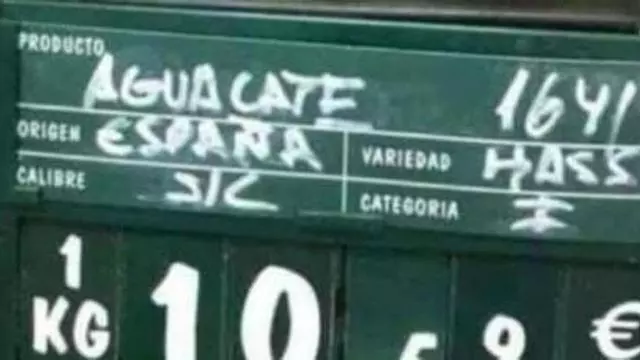 PRODUCTO AGUACATE 1641
ORIGEN ESPAÑA VARIEDAD HASS
CALIBRE S/C CATEGORIA I
1 KG 10 €